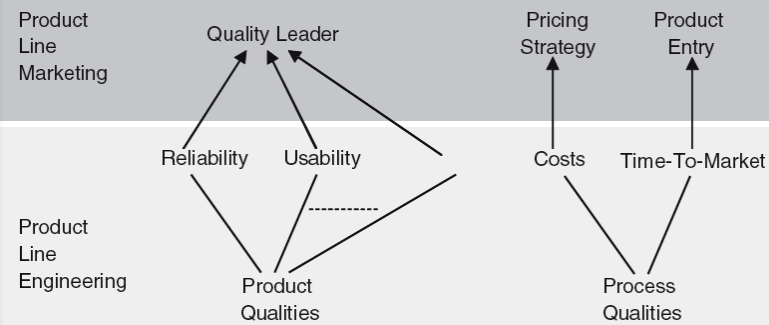 Product
Line
Marketing
Quality Leader
Pricing
Strategy
Product
Entry
Reliability
Usability
Costs
Time-To-Market
Product
Line
Engineering
Product
Qualities
Process
Qualities